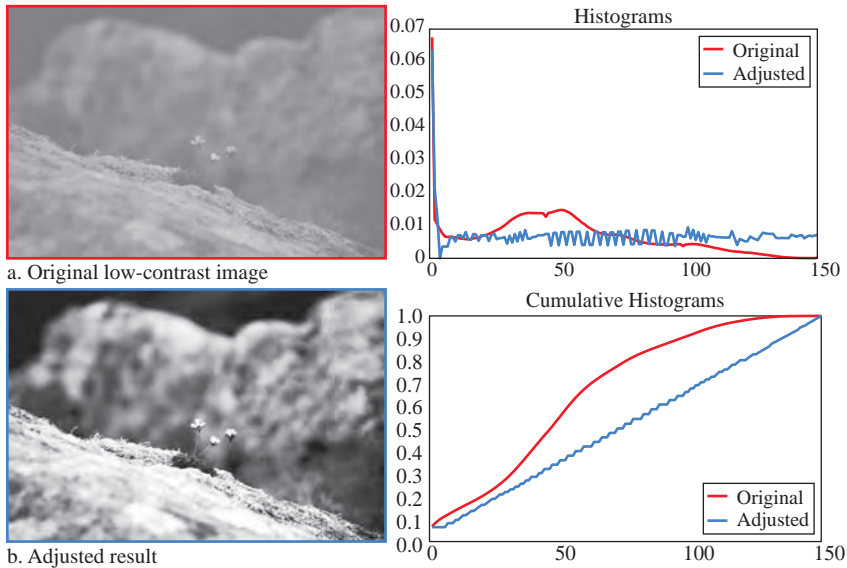 Histograms
0.07
0.06
0.05
0.04
0.03
0.02
0.01
0
0 50 100 150
Original
Adjusted
a. Original low-contrast image
Cumulative Histograms
1.0
0.9
0.8
0.7
0.6
0.5
0.4
0.3
0.2
0.1
0.0
0 50 100 150
Original
Adjusted
b. Adjusted result